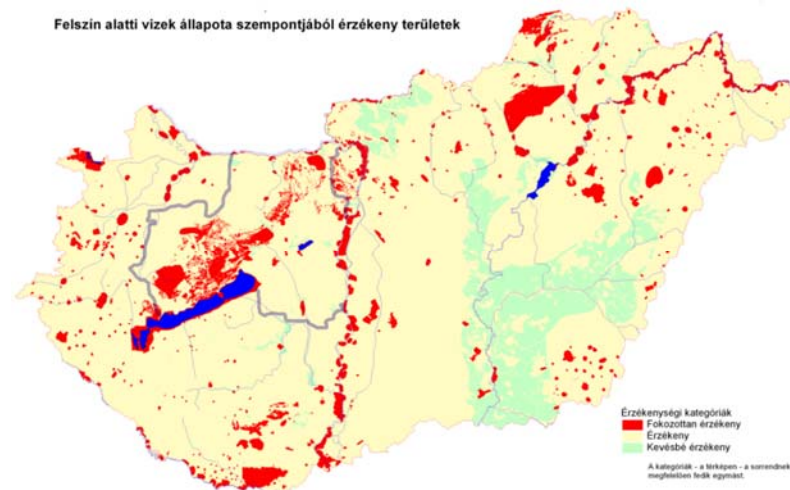 Felszín alatti vizek állapota szempontjából érzékeny területek
Érzékenységi kategóriák
Fokozottan érzékeny
Érzékeny
Kevésbé érzékeny
A kategóriák - a térképen - a sorrendnek
megfelelően fedik egymást.